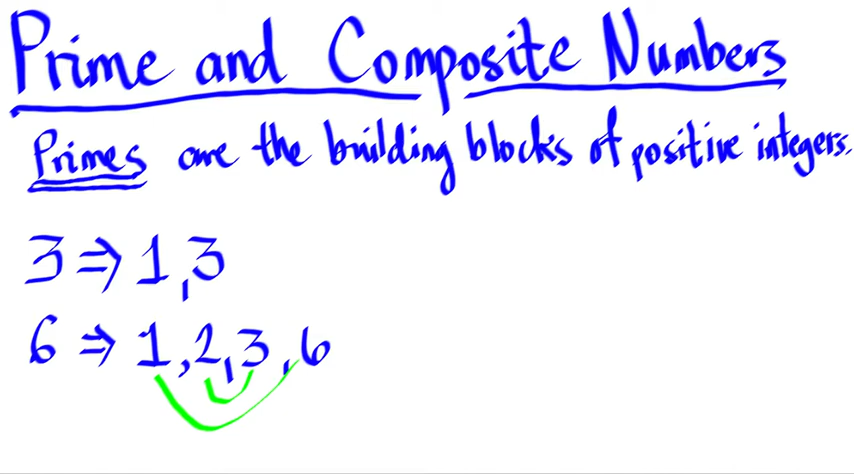 Prime and Composite Numbers
Primes are the building blocks of positive integers.
3 ⇒ 1,3
6 ⇒ 1,2,3,6